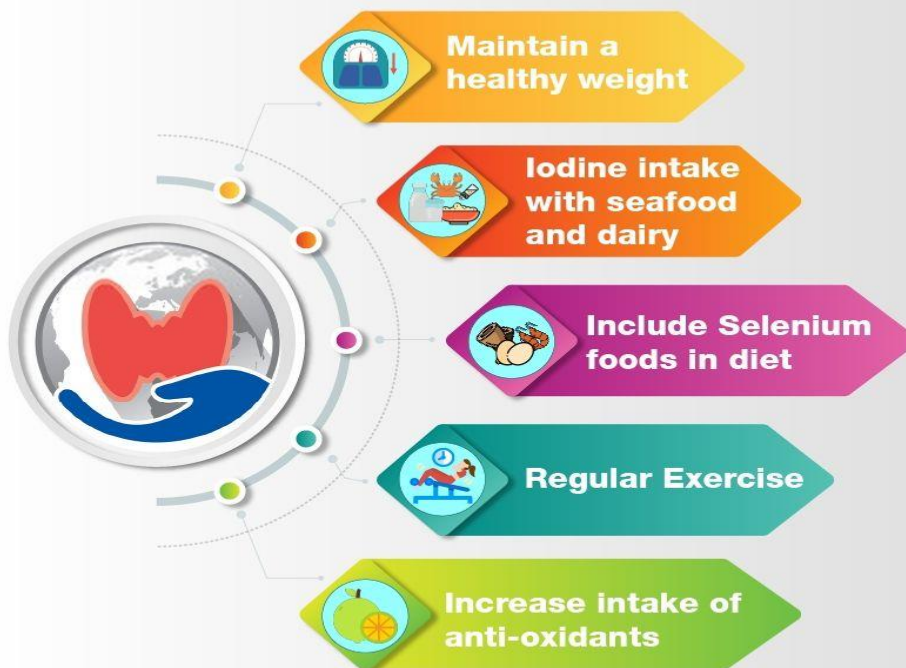 Maintain a
healthy weight
Iodine intake
with seafood
and dairy
Include Selenium
foods in diet
Regular Exercise
Increase intake of
anti-oxidants